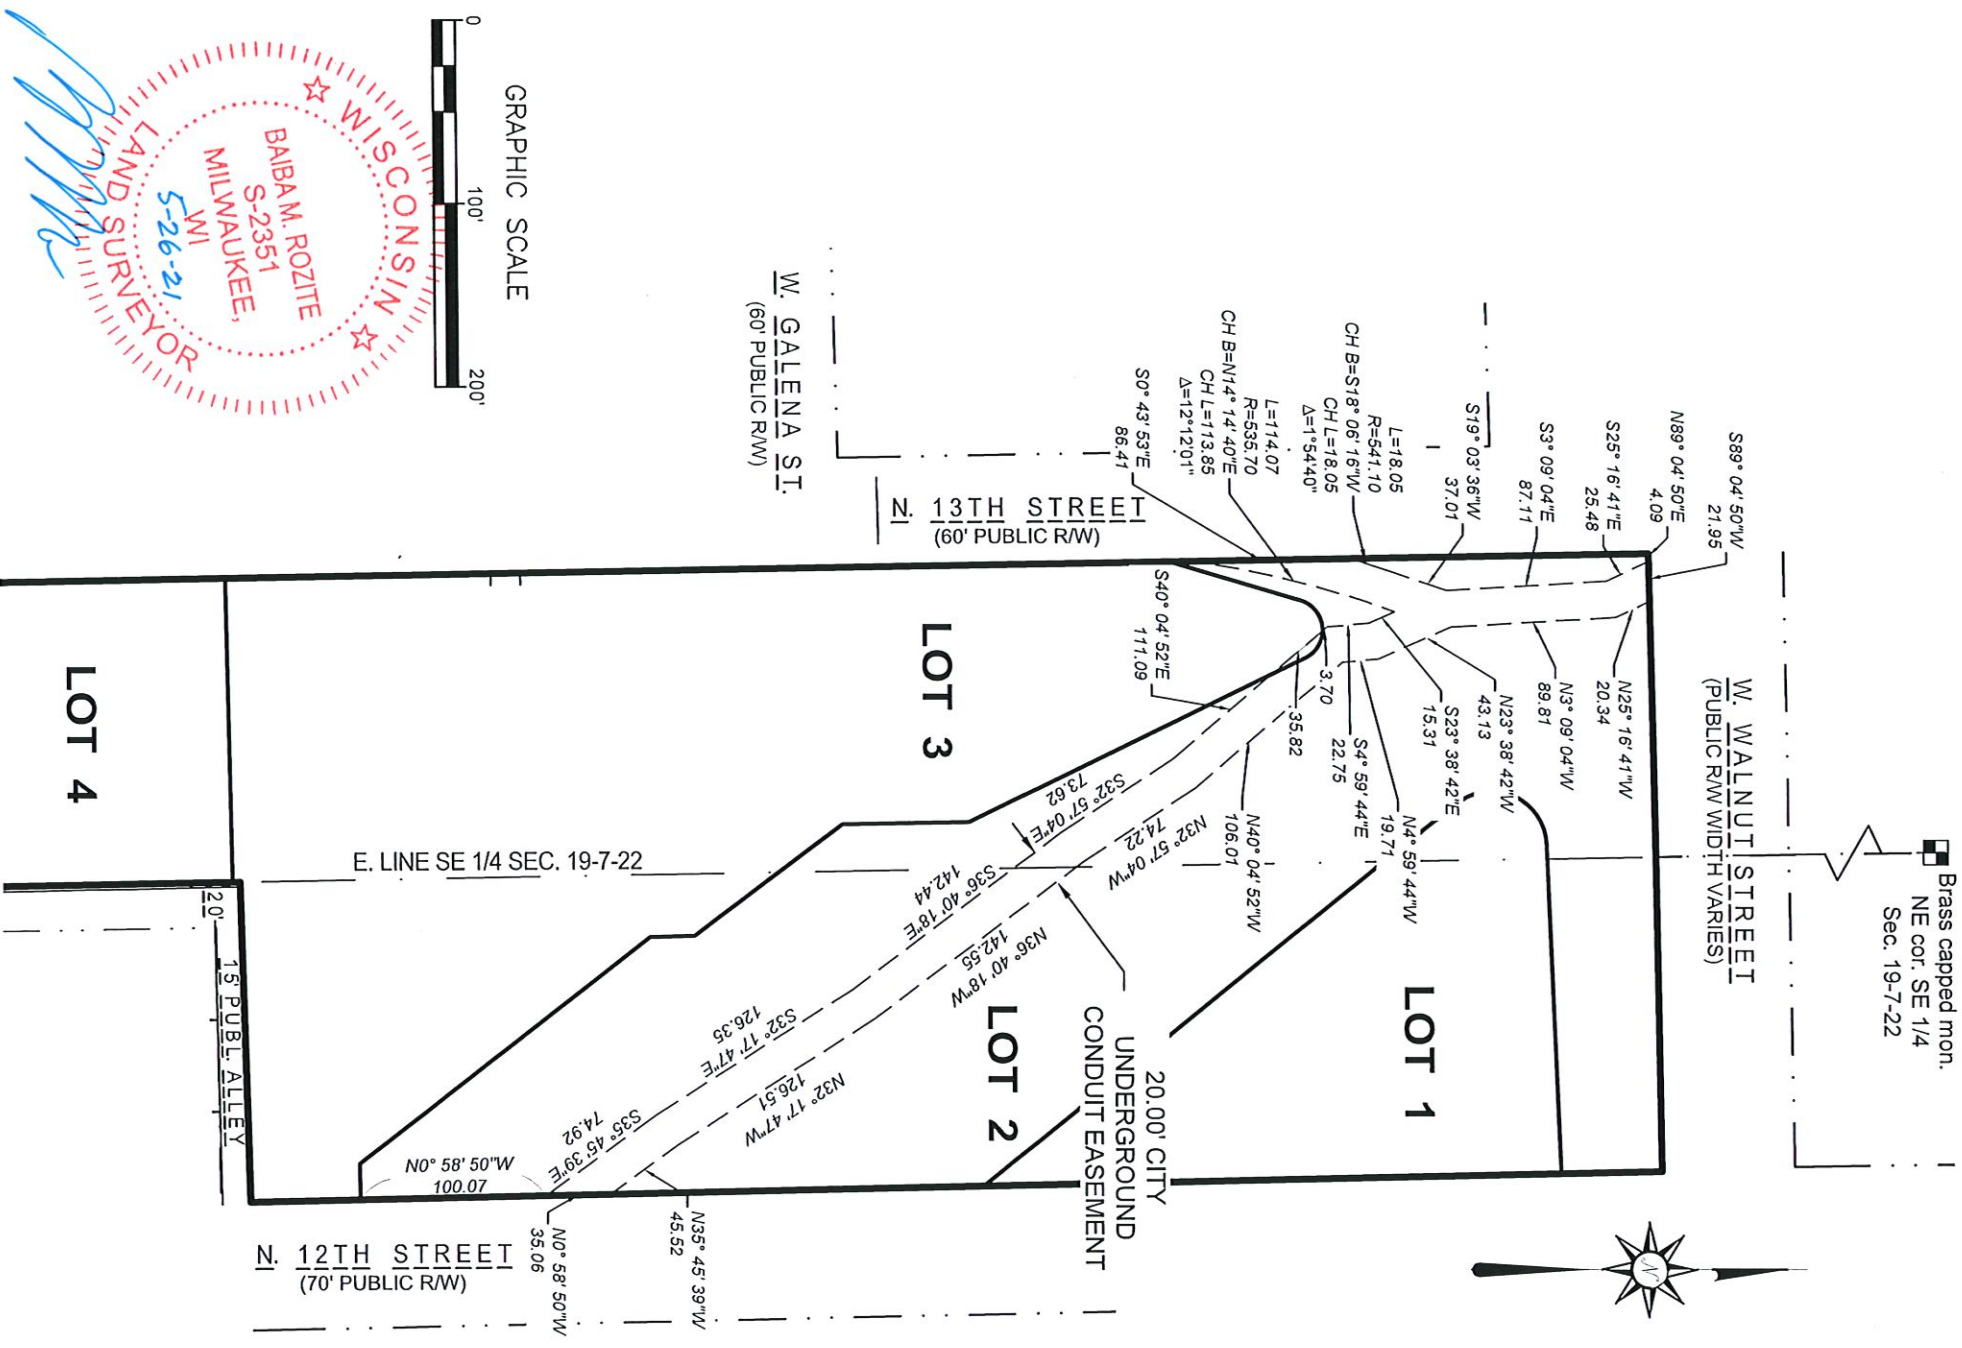 GRAPHIC SCALE
0
100'
200'
WISCONSIN
BAIBA M. ROZITE
S-2351
MILWAUKEE,
WI
5-26-21
LAND SURVEYOR
W. GALENA ST.
(60' PUBLIC R/W)
N. 13TH STREET
(60' PUBLIC R/W)
S0° 43' 53"E
86.41
L=114.07
R=535.70
CH B=N14° 14' 40"E
CH L=113.85
Δ=12°12'01"
L=18.05
R=541.10
CH B=S18° 06' 16"W
CH L=18.05
Δ=1°54'40"
S19° 03' 36"W
37.01
S3° 09' 04"E
87.11
S25° 16' 41"E
25.48
N89° 04' 50"E
4.09
S89° 04' 50"W
21.95
W. WALNUT STREET
(PUBLIC R/W WIDTH VARIES)
Brass capped mon.
NE cor. SE 1/4
Sec. 19-7-22
N25° 16' 41"W
20.34
N3° 09' 04"W
89.81
N23° 38' 42"W
43.13
S23° 38' 42"E
15.31
N4° 59' 44"W
19.71
S4° 59' 44"E
22.75
3.70
35.82
S40° 04' 52"E
111.09
N40° 04' 52"W
106.01
S32° 57' 04"E
73.62
N32° 57' 04"W
74.22
S36° 40' 18"E
142.44
N36° 40' 18"W
142.55
S32° 17' 47"E
126.35
N32° 17' 47"W
126.51
S35° 45' 39"E
74.92
N35° 45' 39"W
45.52
N0° 58' 50"W
35.06
N0° 58' 50"W
100.07
LOT 1
LOT 2
LOT 3
LOT 4
20.00' CITY
UNDERGROUND
CONDUIT EASEMENT
E. LINE SE 1/4 SEC. 19-7-22
20'
15' PUBL. ALLEY
N. 12TH STREET
(70' PUBLIC R/W)
N